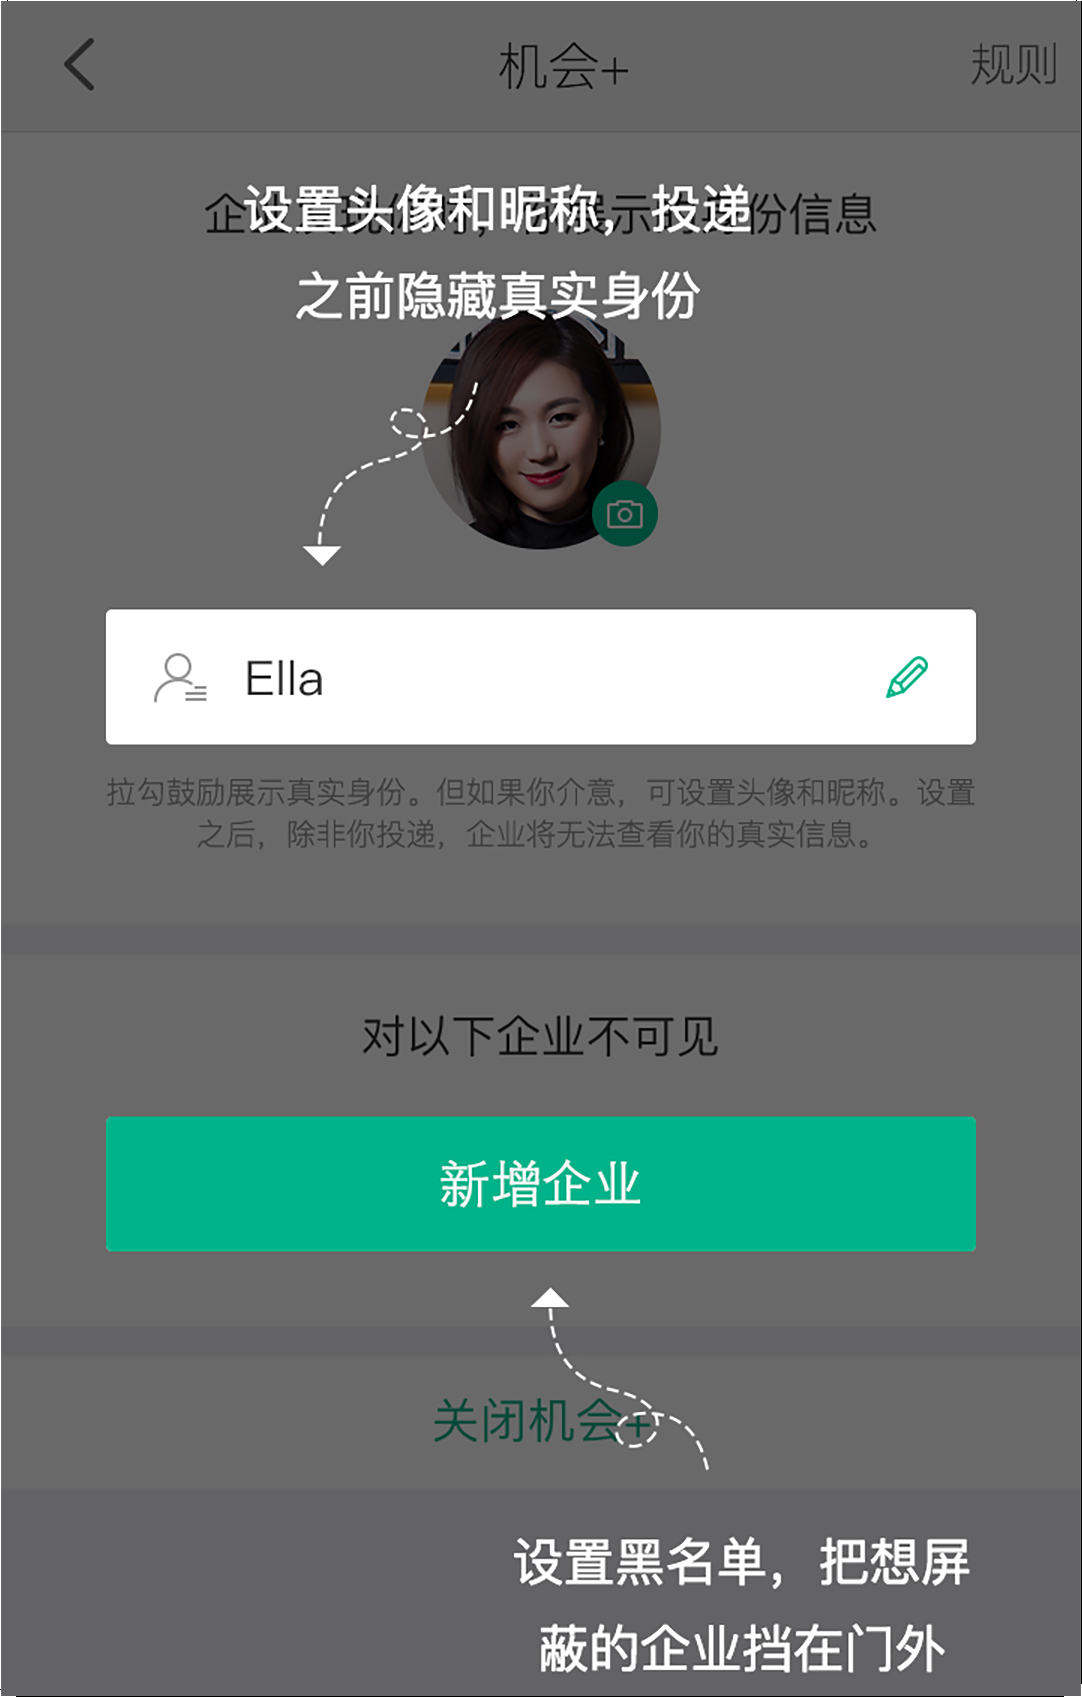 机会+
规则
设置头像和昵称，投递
之前隐藏真实身份
Ella
拉勾鼓励展示真实身份。但如果你介意，可设置头像和昵称。设置
之后，除非你投递，企业将无法查看你的真实信息。
对以下企业不可见
新增企业
关闭机会+
设置黑名单，把想屏
蔽的企业挡在门外